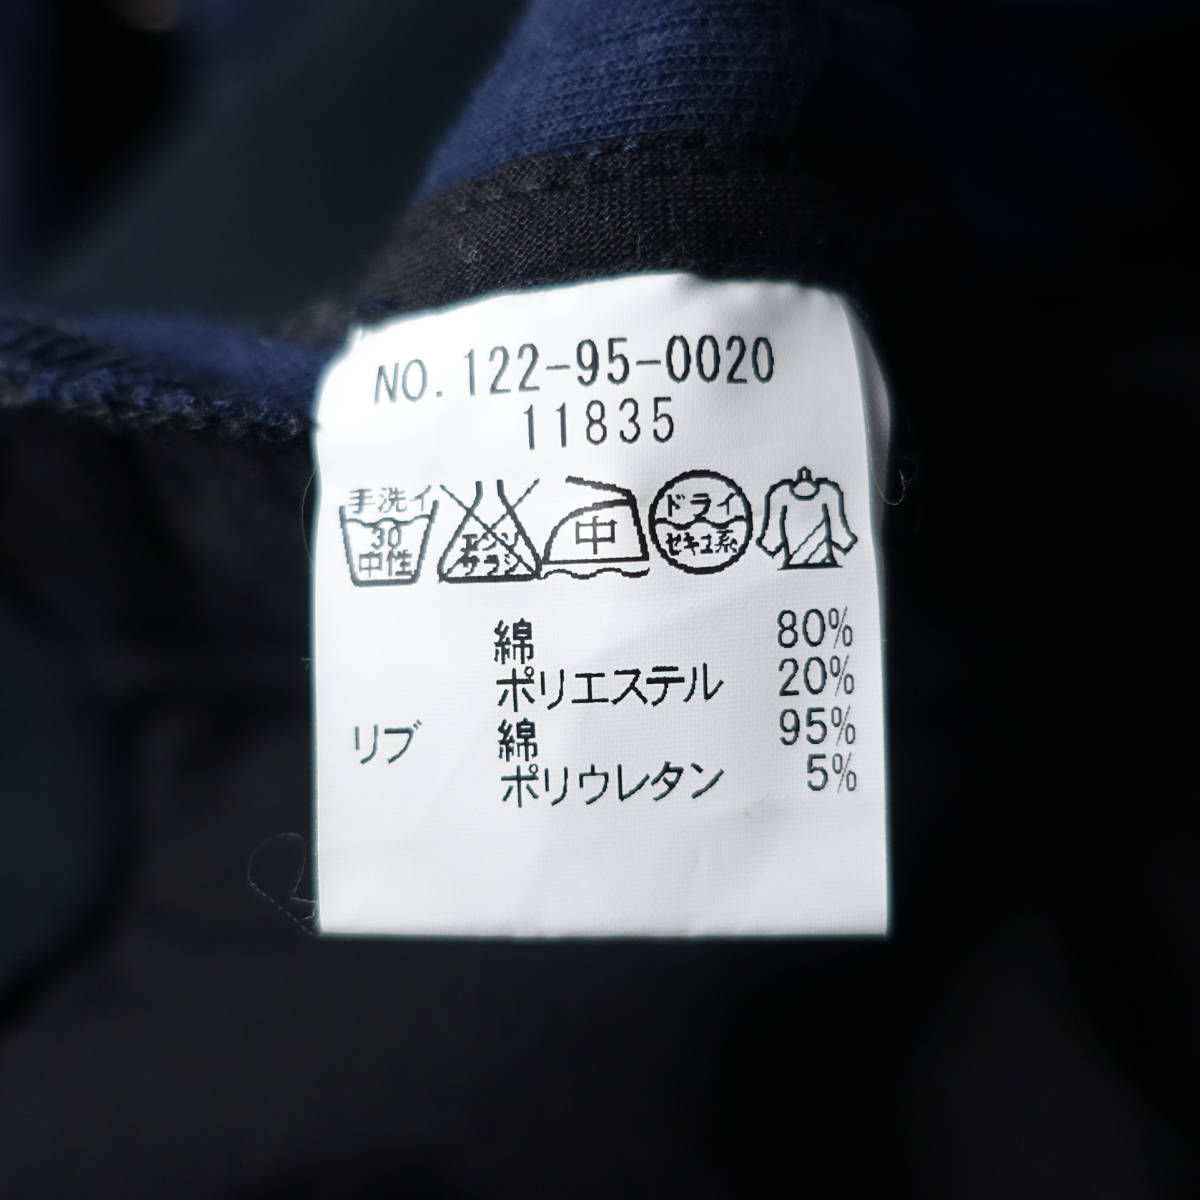 NO. 122-95-0020
11835
手洗イ 30 中性 エンソ サラシ 中 ドライ セキユ系
綿 80%
ポリエステル 20%
リブ 綿 95%
ポリウレタン 5%